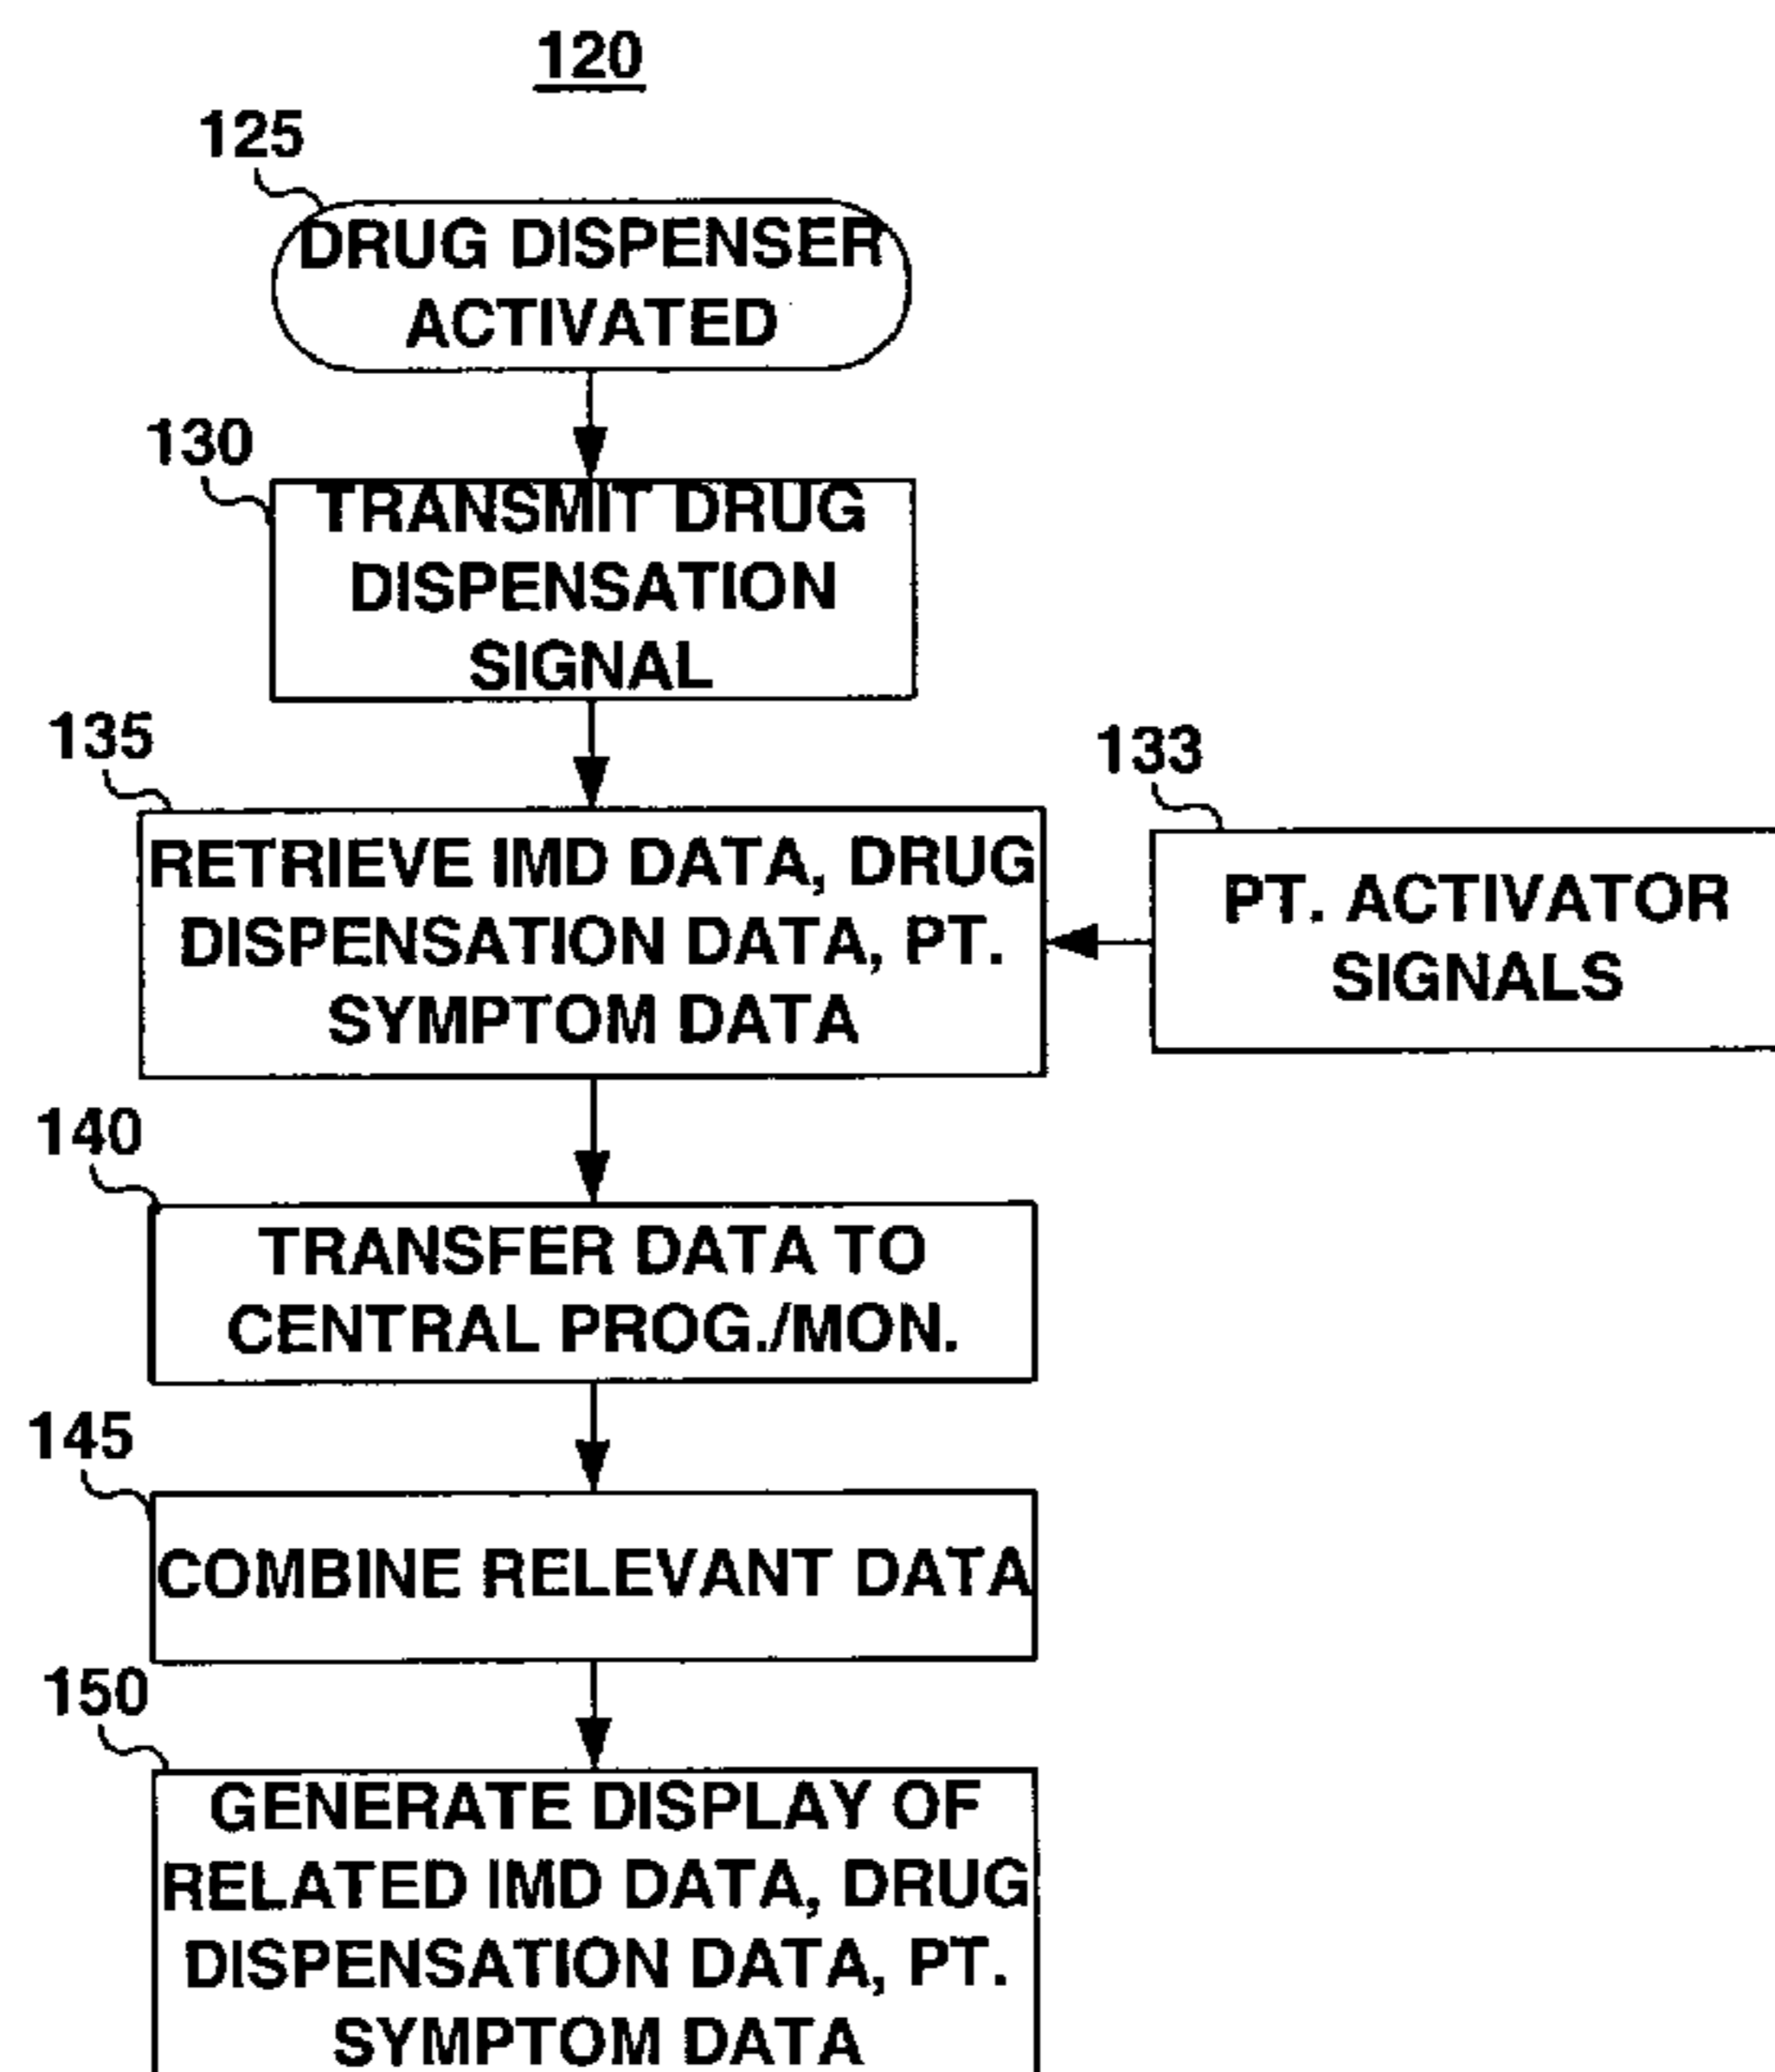 120
125
DRUG DISPENSER
ACTIVATED
130
TRANSMIT DRUG
DISPENSATION
SIGNAL
135
RETRIEVE IMD DATA, DRUG
DISPENSATION DATA, PT.
SYMPTOM DATA
133
PT. ACTIVATOR
SIGNALS
140
TRANSFER DATA TO
CENTRAL PROG./MON.
145
COMBINE RELEVANT DATA
150
GENERATE DISPLAY OF
RELATED IMD DATA, DRUG
DISPENSATION DATA, PT.
SYMPTOM DATA